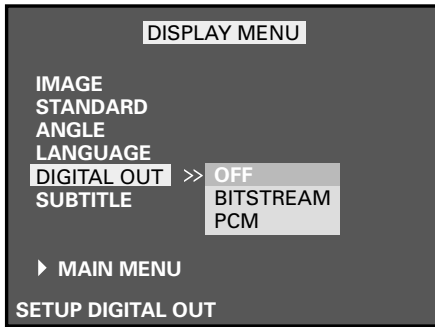 DISPLAY MENU
IMAGE
STANDARD
ANGLE
LANGUAGE
DIGITAL OUT >> OFF
SUBTITLE BITSTREAM
PCM
MAIN MENU
SETUP DIGITAL OUT